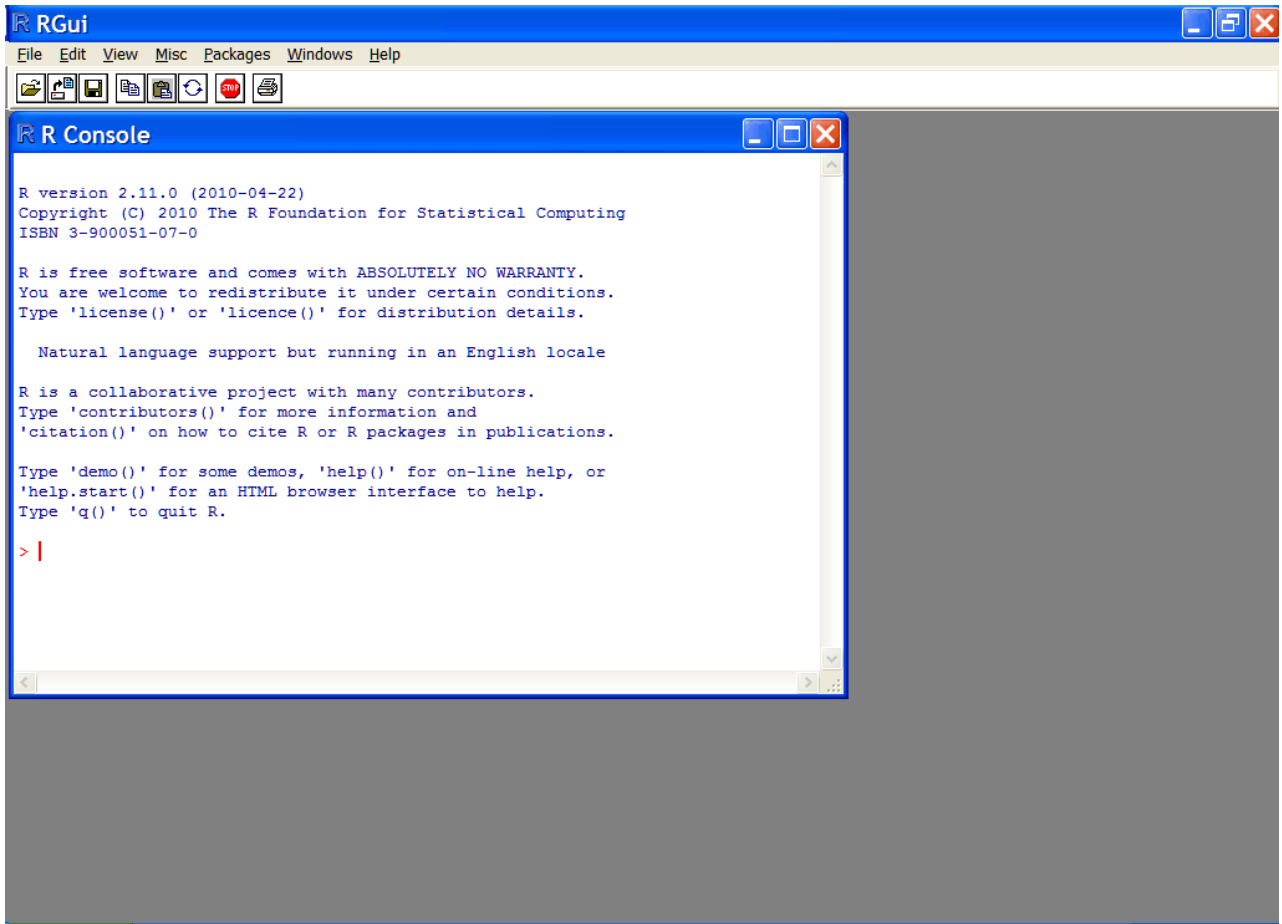 RGui
File Edit View Misc Packages Windows Help
STOP
R Console
R version 2.11.0 (2010-04-22)
Copyright (C) 2010 The R Foundation for Statistical Computing
ISBN 3-900051-07-0
R is free software and comes with ABSOLUTELY NO WARRANTY.
You are welcome to redistribute it under certain conditions.
Type 'license()' or 'licence()' for distribution details.
Natural language support but running in an English locale
R is a collaborative project with many contributors.
Type 'contributors()' for more information and
'citation()' on how to cite R or R packages in publications.
Type 'demo()' for some demos, 'help()' for on-line help, or
'help.start()' for an HTML browser interface to help.
Type 'q()' to quit R.
>